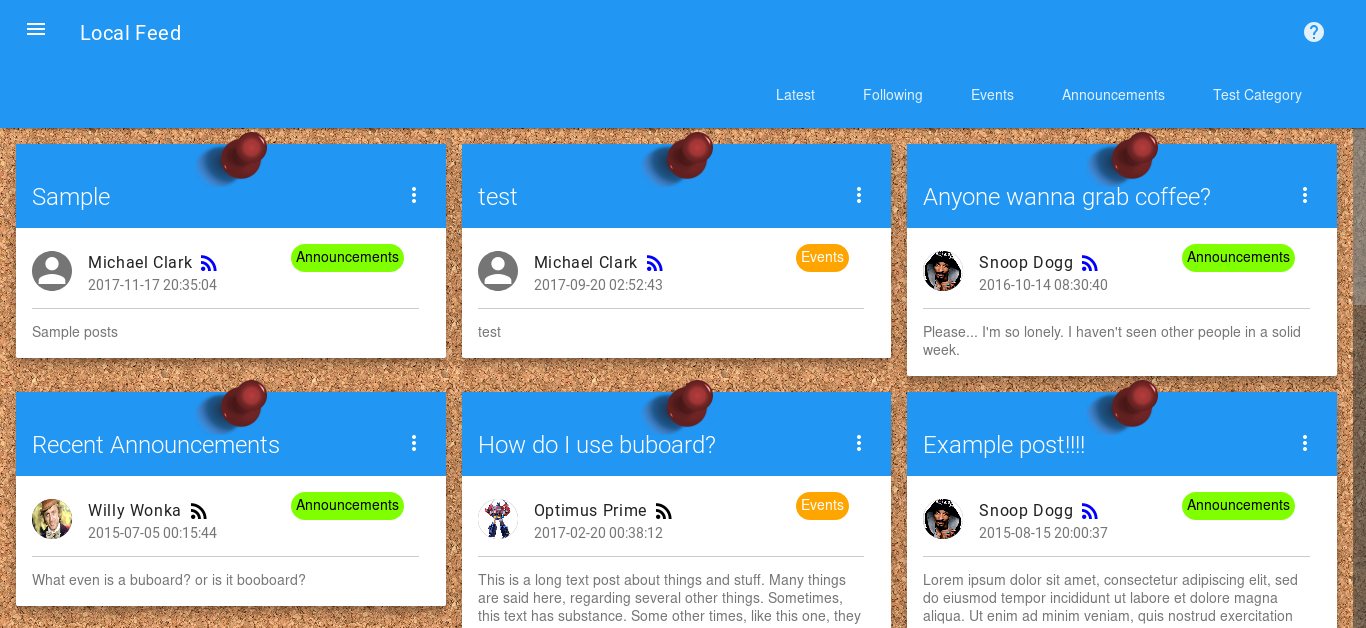 Local Feed
Latest Following Events Announcements Test Category
Sample
Michael Clark
Announcements
2017-11-17 20:35:04
Sample posts
test
Michael Clark
Events
2017-09-20 02:52:43
test
Anyone wanna grab coffee?
Snoop Dogg
Announcements
2016-10-14 08:30:40
Please... I'm so lonely. I haven't seen other people in a solid
week.
Recent Announcements
Willy Wonka
Announcements
2015-07-05 00:15:44
What even is a buboard? or is it booboard?
How do I use buboard?
Optimus Prime
Events
2017-02-20 00:38:12
This is a long text post about things and stuff. Many things
are said here, regarding several other things. Sometimes,
this text has substance. Some other times, like this one, they
Example post!!!!
Snoop Dogg
Announcements
2015-08-15 20:00:37
Lorem ipsum dolor sit amet, consectetur adipiscing elit, sed
do eiusmod tempor incididunt ut labore et dolore magna
aliqua. Ut enim ad minim veniam, quis nostrud exercitation